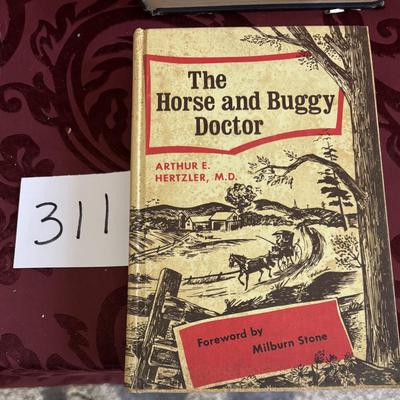 The
Horse and Buggy
Doctor
ARTHUR E.
HERTZLER, M.D.
311
Foreword by
Milburn Stone